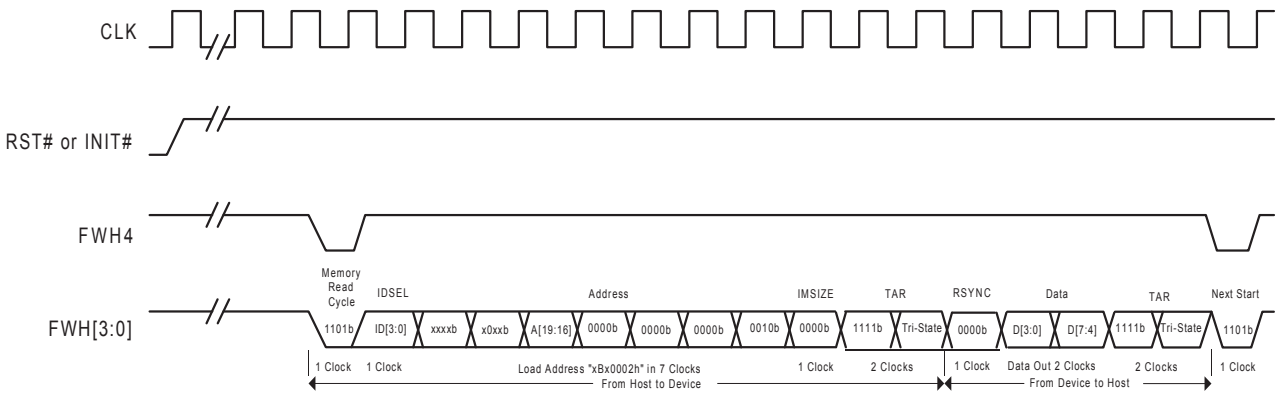 CLK
RST# or INIT#
FWH4
Memory
Read
Cycle
IDSEL
Address
IMSIZE
TAR
RSYNC
Data
TAR
Next Start
FWH[3:0]
1101b ID[3:0] xxxxb x0xxb A[19:16] 0000b 0000b 0000b 0010b 0000b 1111b Tri-State 0000b D[3:0] D[7:4] 1111b Tri-State 1101b
1 Clock 1 Clock Load Address "xBx0002h" in 7 Clocks 1 Clock 2 Clocks 1 Clock Data Out 2 Clocks 2 Clocks 1 Clock
From Host to Device From Device to Host